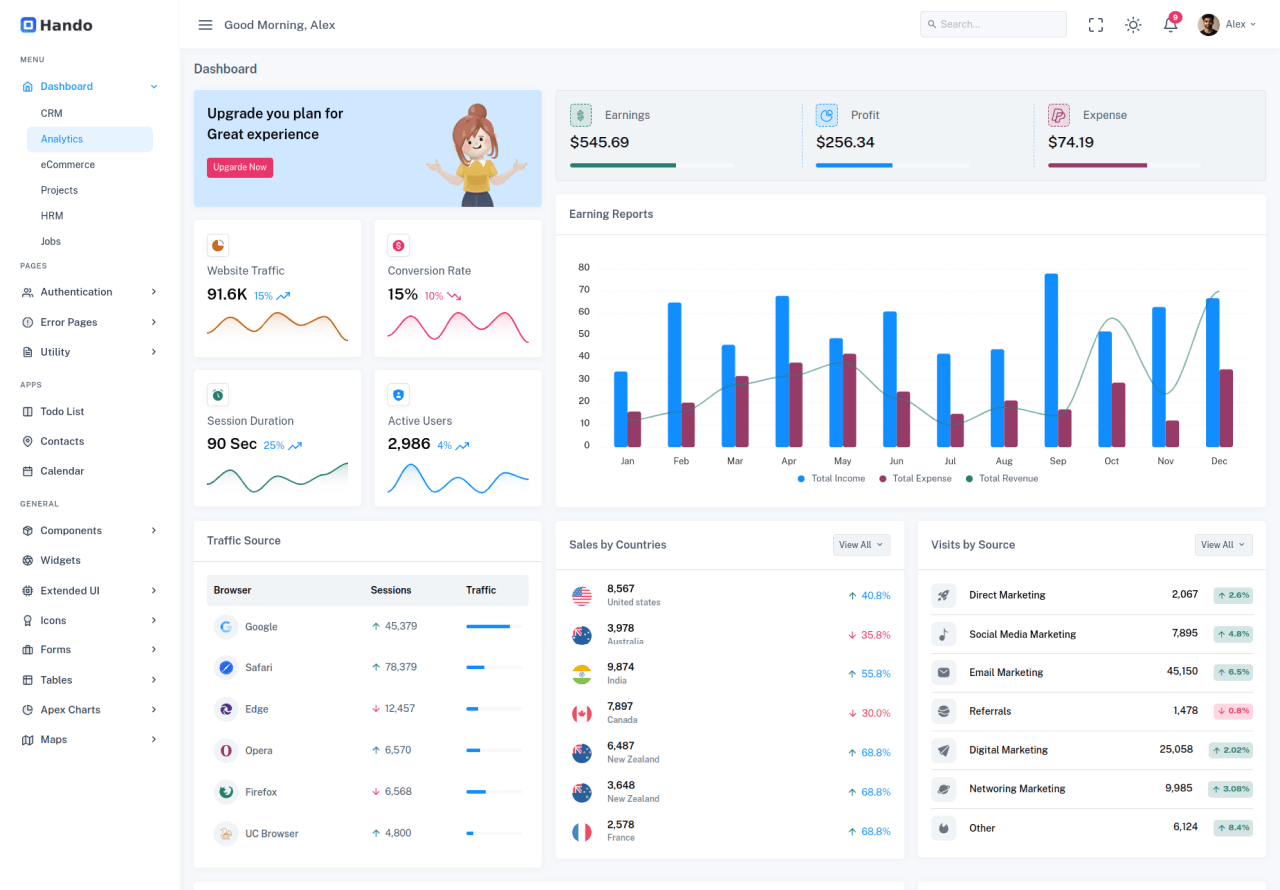 Hando
MENU
Dashboard
CRM
Analytics
eCommerce
Projects
HRM
Jobs
PAGES
Authentication
Error Pages
Utility
APPS
Todo List
Contacts
Calendar
GENERAL
Components
Widgets
Extended UI
Icons
Forms
Tables
Apex Charts
Maps
Good Morning, Alex
Search...
9
Alex
Dashboard
Upgrade you plan for
Great experience
Upgarde Now
Earnings
$545.69
Profit
$256.34
Expense
$74.19
Website Traffic
91.6K 15%
Conversion Rate
15% 10%
Session Duration
90 Sec 25%
Active Users
2,986 4%
Earning Reports
80
70
60
50
40
30
20
10
0
Jan Feb Mar Apr May Jun Jul Aug Sep Oct Nov Dec
Total Income Total Expense Total Revenue
Traffic Source
Browser Sessions Traffic
Google 45,379
Safari 78,379
Edge 12,457
Opera 6,570
Firefox 6,568
UC Browser 4,800
Sales by Countries
View All
8,567
United states
40.8%
3,978
Australia
35.8%
9,874
India
55.8%
7,897
Canada
30.0%
6,487
New Zealand
68.8%
3,648
New Zealand
68.8%
2,578
France
68.8%
Visits by Source
View All
Direct Marketing 2,067 2.6%
Social Media Marketing 7,895 4.8%
Email Marketing 45,150 6.5%
Referrals 1,478 0.8%
Digital Marketing 25,058 2.02%
Networing Marketing 9,985 3.08%
Other 6,124 8.4%